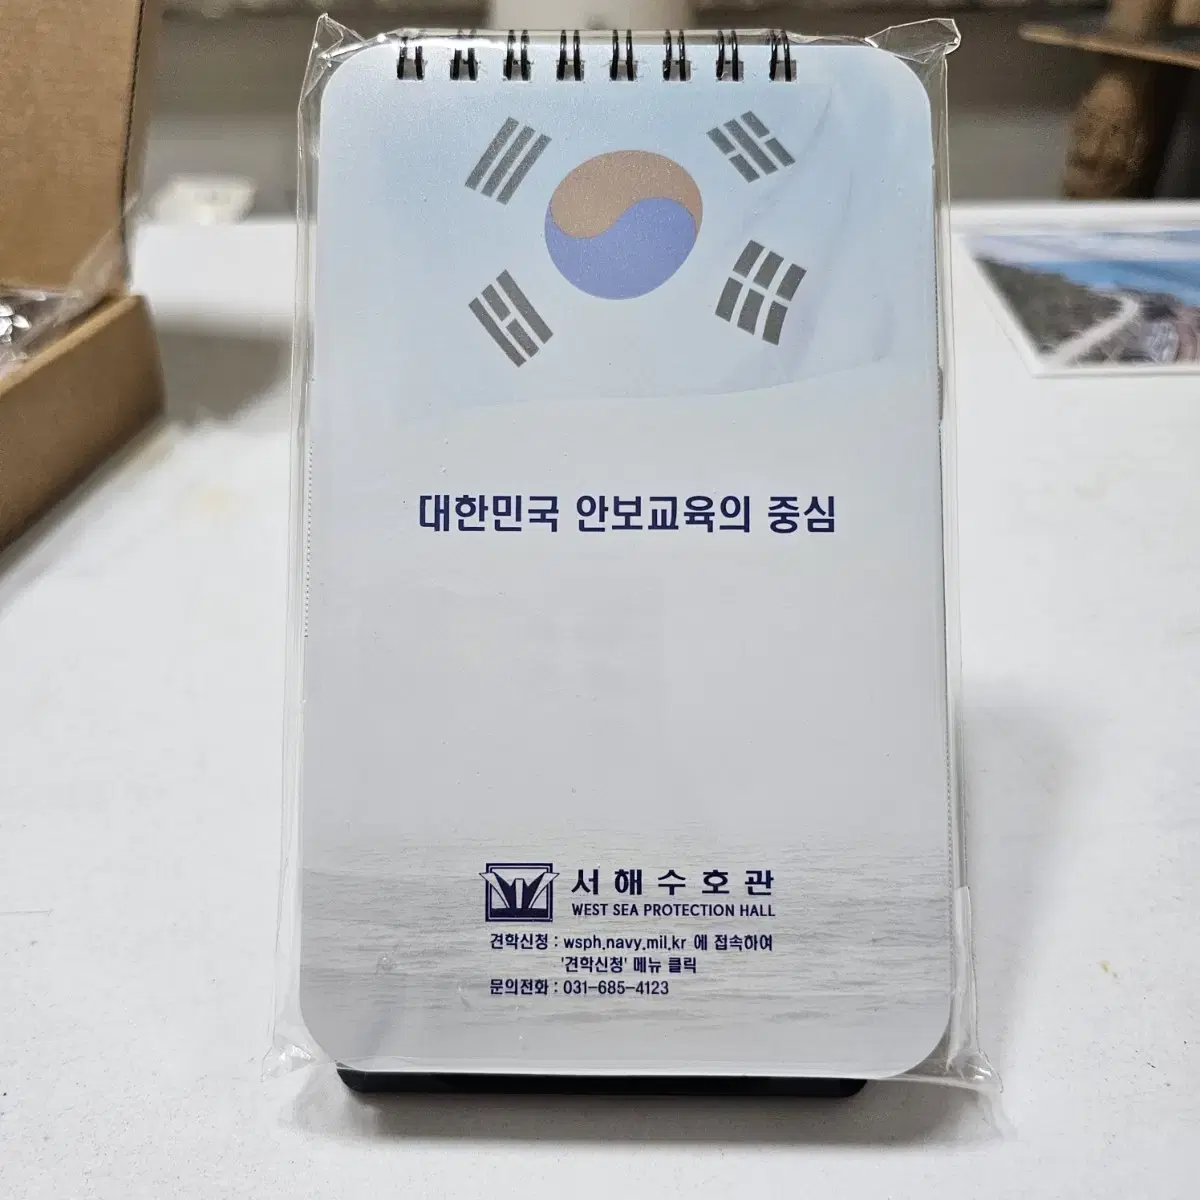 대한민국 안보교육의 중심
서해수호관
WEST SEA PROTECTION HALL
견학신청 : wsph.navy.mil.kr 에 접속하여
'견학신청' 메뉴 클릭
문의전화 : 031-685-4123